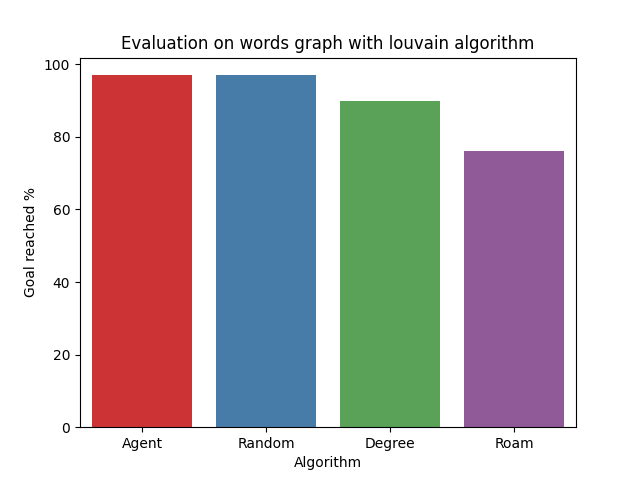 Evaluation on words graph with louvain algorithm
Goal reached %
100
80
60
40
20
0
Agent Random Degree Roam
Algorithm